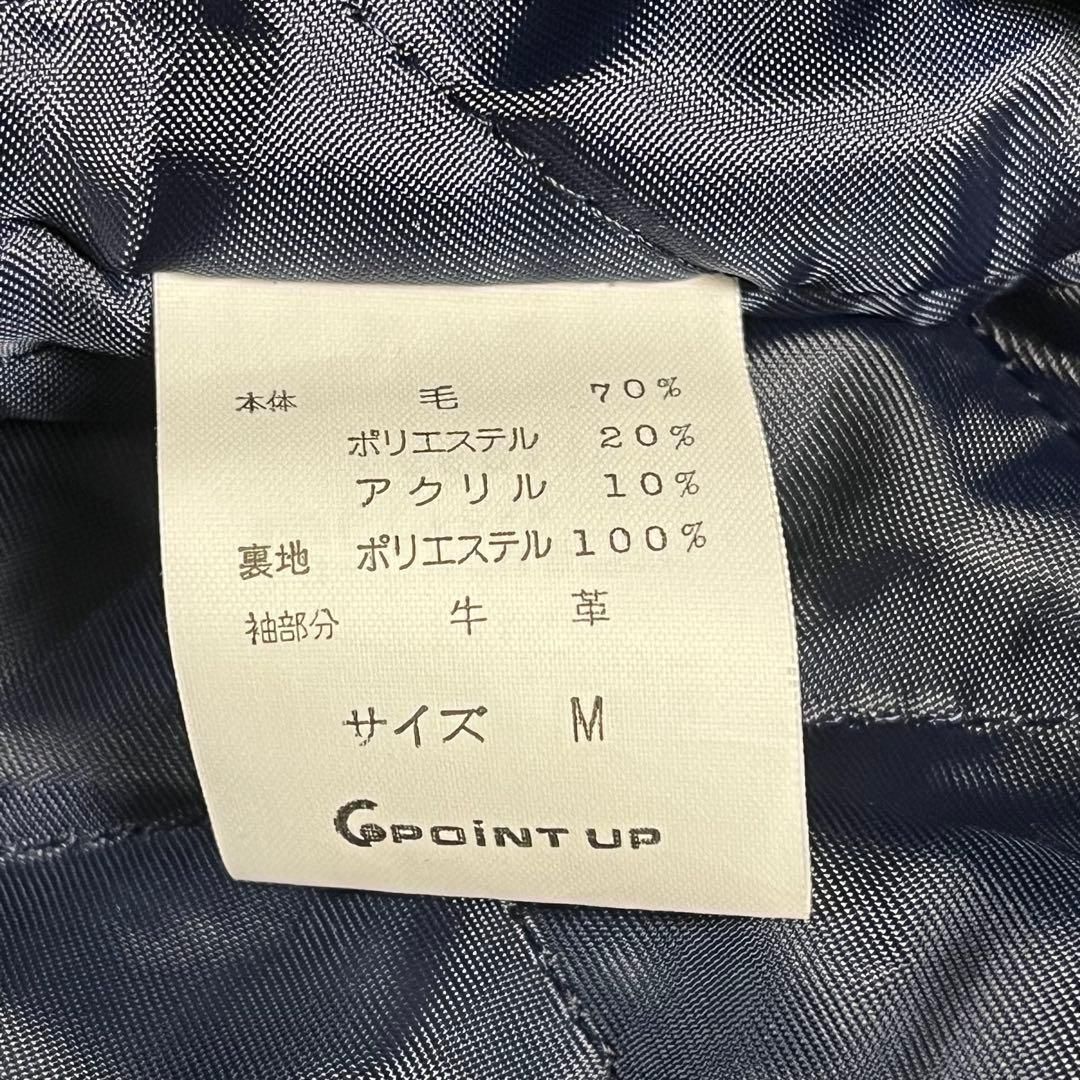 本体 毛 70%
ポリエステル 20%
アクリル 10%
裏地 ポリエステル 100%
袖部分 牛革
サイズ M
POiNT UP